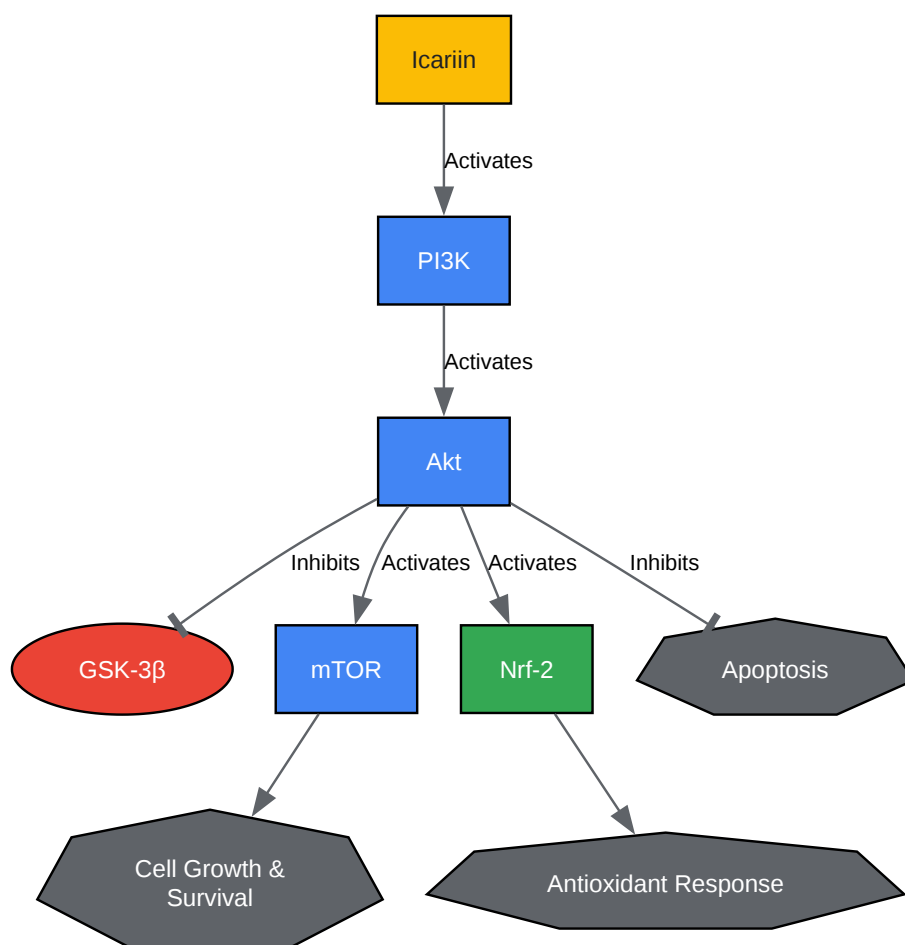 Icariin
Activates
PI3K
Activates
Akt
Inhibits
Activates
Activates
Inhibits
GSK-3β
mTOR
Nrf-2
Apoptosis
Cell Growth &
Survival
Antioxidant Response